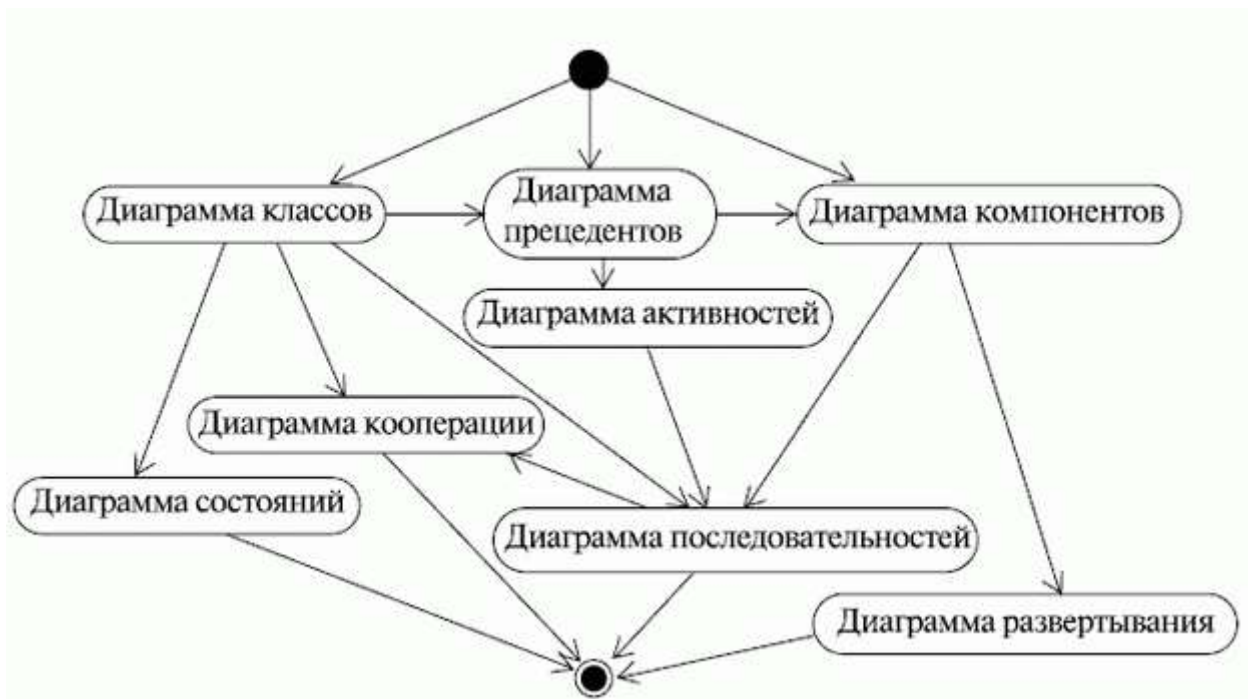 Диаграмма классов
Диаграмма
прецедентов
Диаграмма компонентов
Диаграмма активностей
Диаграмма кооперации
Диаграмма состояний
Диаграмма последовательностей
Диаграмма развертывания